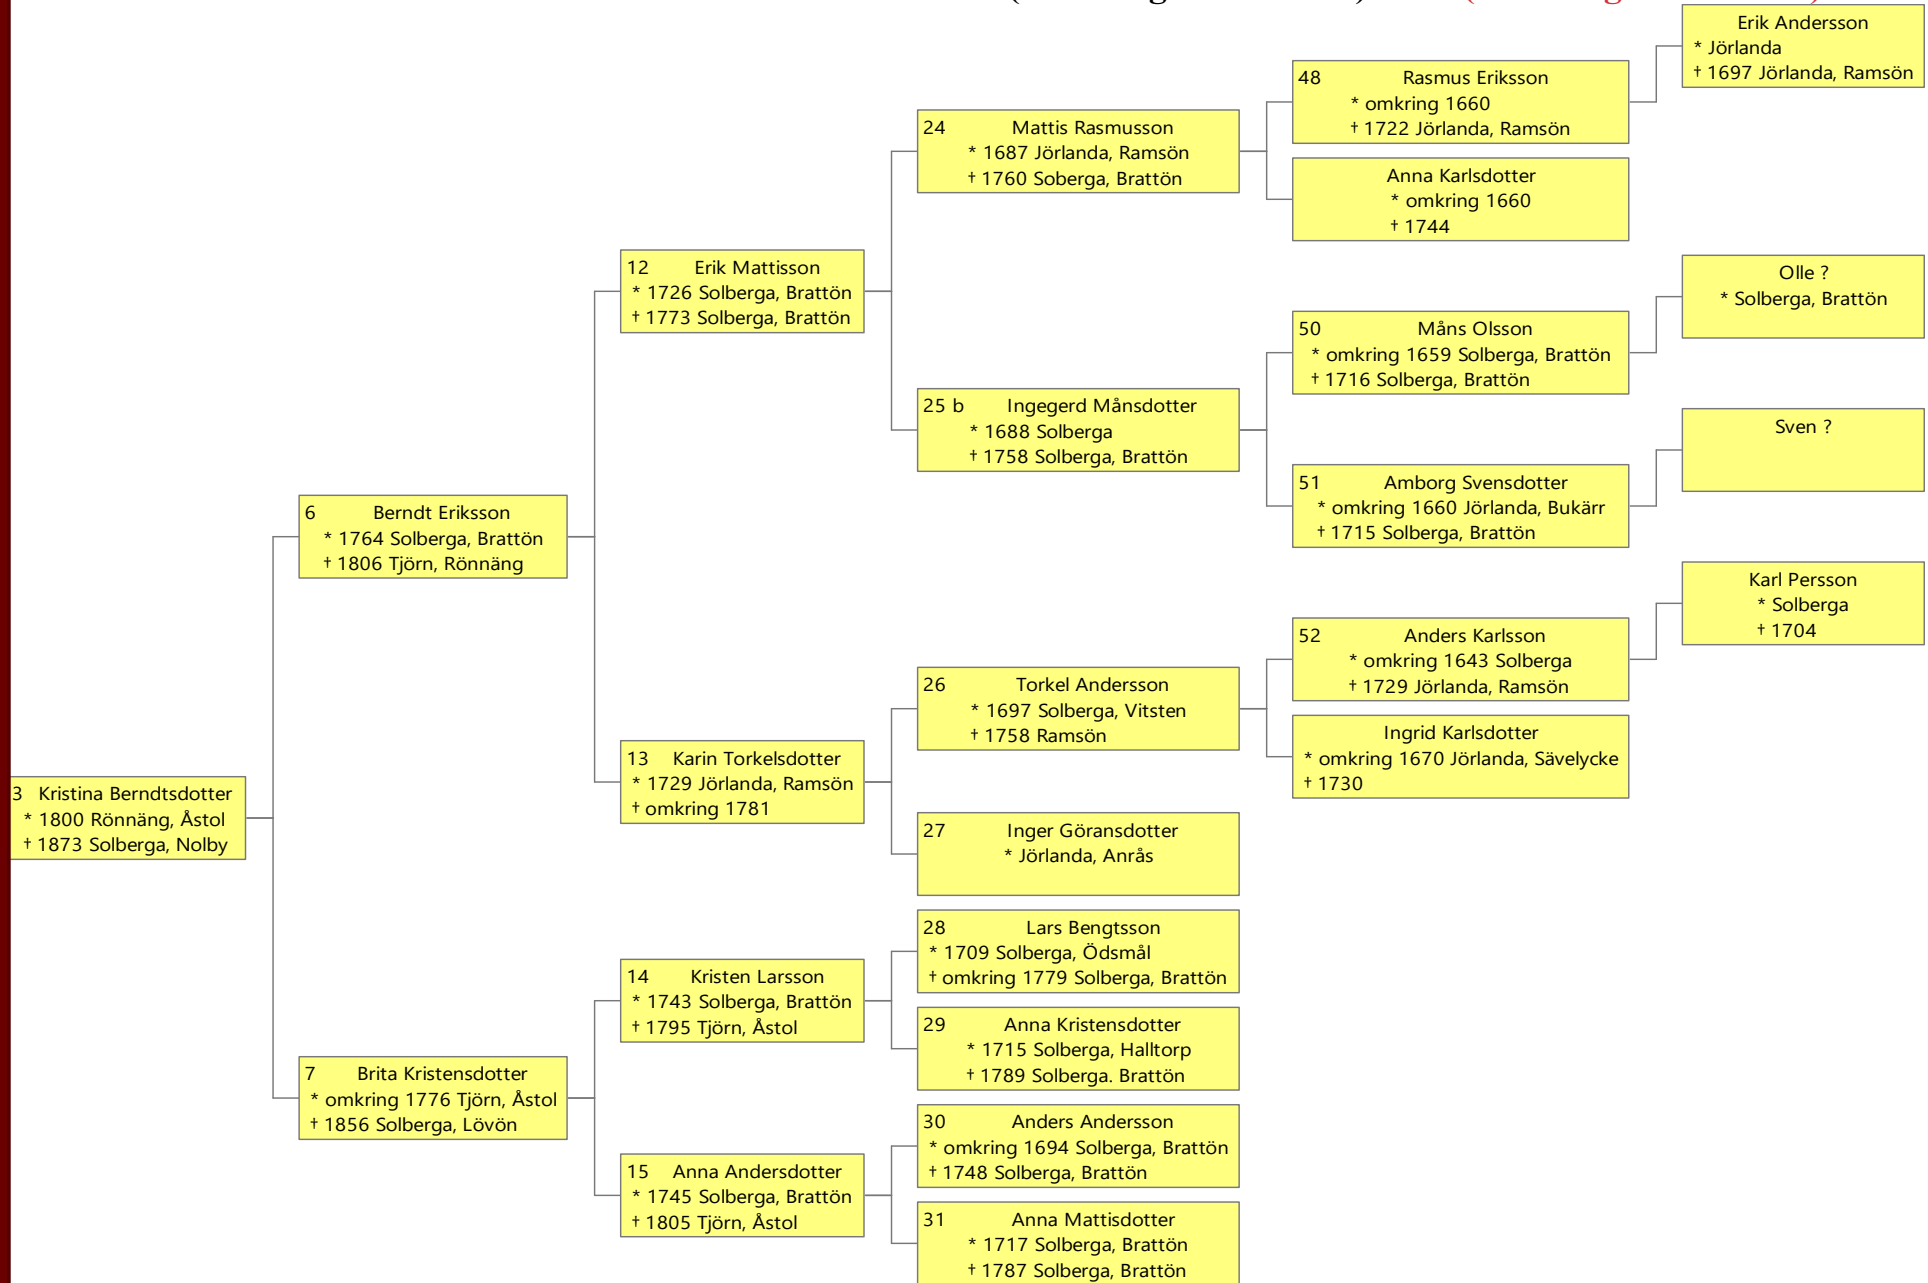 Erik Andersson
* Jörlanda
† 1697 Jörlanda, Ramsön
48 Rasmus Eriksson
* omkring 1660
† 1722 Jörlanda, Ramsön
24 Mattis Rasmusson
* 1687 Jörlanda, Ramsön
† 1760 Soberga, Brattön
Anna Karlsdotter
* omkring 1660
† 1744
12 Erik Mattisson
* 1726 Solberga, Brattön
† 1773 Solberga, Brattön
Olle ?
* Solberga, Brattön
50 Måns Olsson
* omkring 1659 Solberga, Brattön
† 1716 Solberga, Brattön
25 b Ingegerd Månsdotter
* 1688 Solberga
† 1758 Solberga, Brattön
Sven ?
51 Amborg Svensdotter
* omkring 1660 Jörlanda, Bukärr
† 1715 Solberga, Brattön
6 Berndt Eriksson
* 1764 Solberga, Brattön
† 1806 Tjörn, Rönnäng
Karl Persson
* Solberga
† 1704
52 Anders Karlsson
* omkring 1643 Solberga
† 1729 Jörlanda, Ramsön
26 Torkel Andersson
* 1697 Solberga, Vitsten
† 1758 Ramsön
Ingrid Karlsdotter
* omkring 1670 Jörlanda, Sävelycke
† 1730
13 Karin Torkelsdotter
* 1729 Jörlanda, Ramsön
† omkring 1781
3 Kristina Berndtsdotter
* 1800 Rönnäng, Åstol
† 1873 Solberga, Nolby
27 Inger Göransdotter
* Jörlanda, Anrås
28 Lars Bengtsson
* 1709 Solberga, Ödsmål
† omkring 1779 Solberga, Brattön
14 Kristen Larsson
* 1743 Solberga, Brattön
† 1795 Tjörn, Åstol
29 Anna Kristensdotter
* 1715 Solberga, Halltorp
† 1789 Solberga. Brattön
7 Brita Kristensdotter
* omkring 1776 Tjörn, Åstol
† 1856 Solberga, Lövön
30 Anders Andersson
* omkring 1694 Solberga, Brattön
† 1748 Solberga, Brattön
15 Anna Andersdotter
* 1745 Solberga, Brattön
† 1805 Tjörn, Åstol
31 Anna Mattisdotter
* 1717 Solberga, Brattön
† 1787 Solberga, Brattön